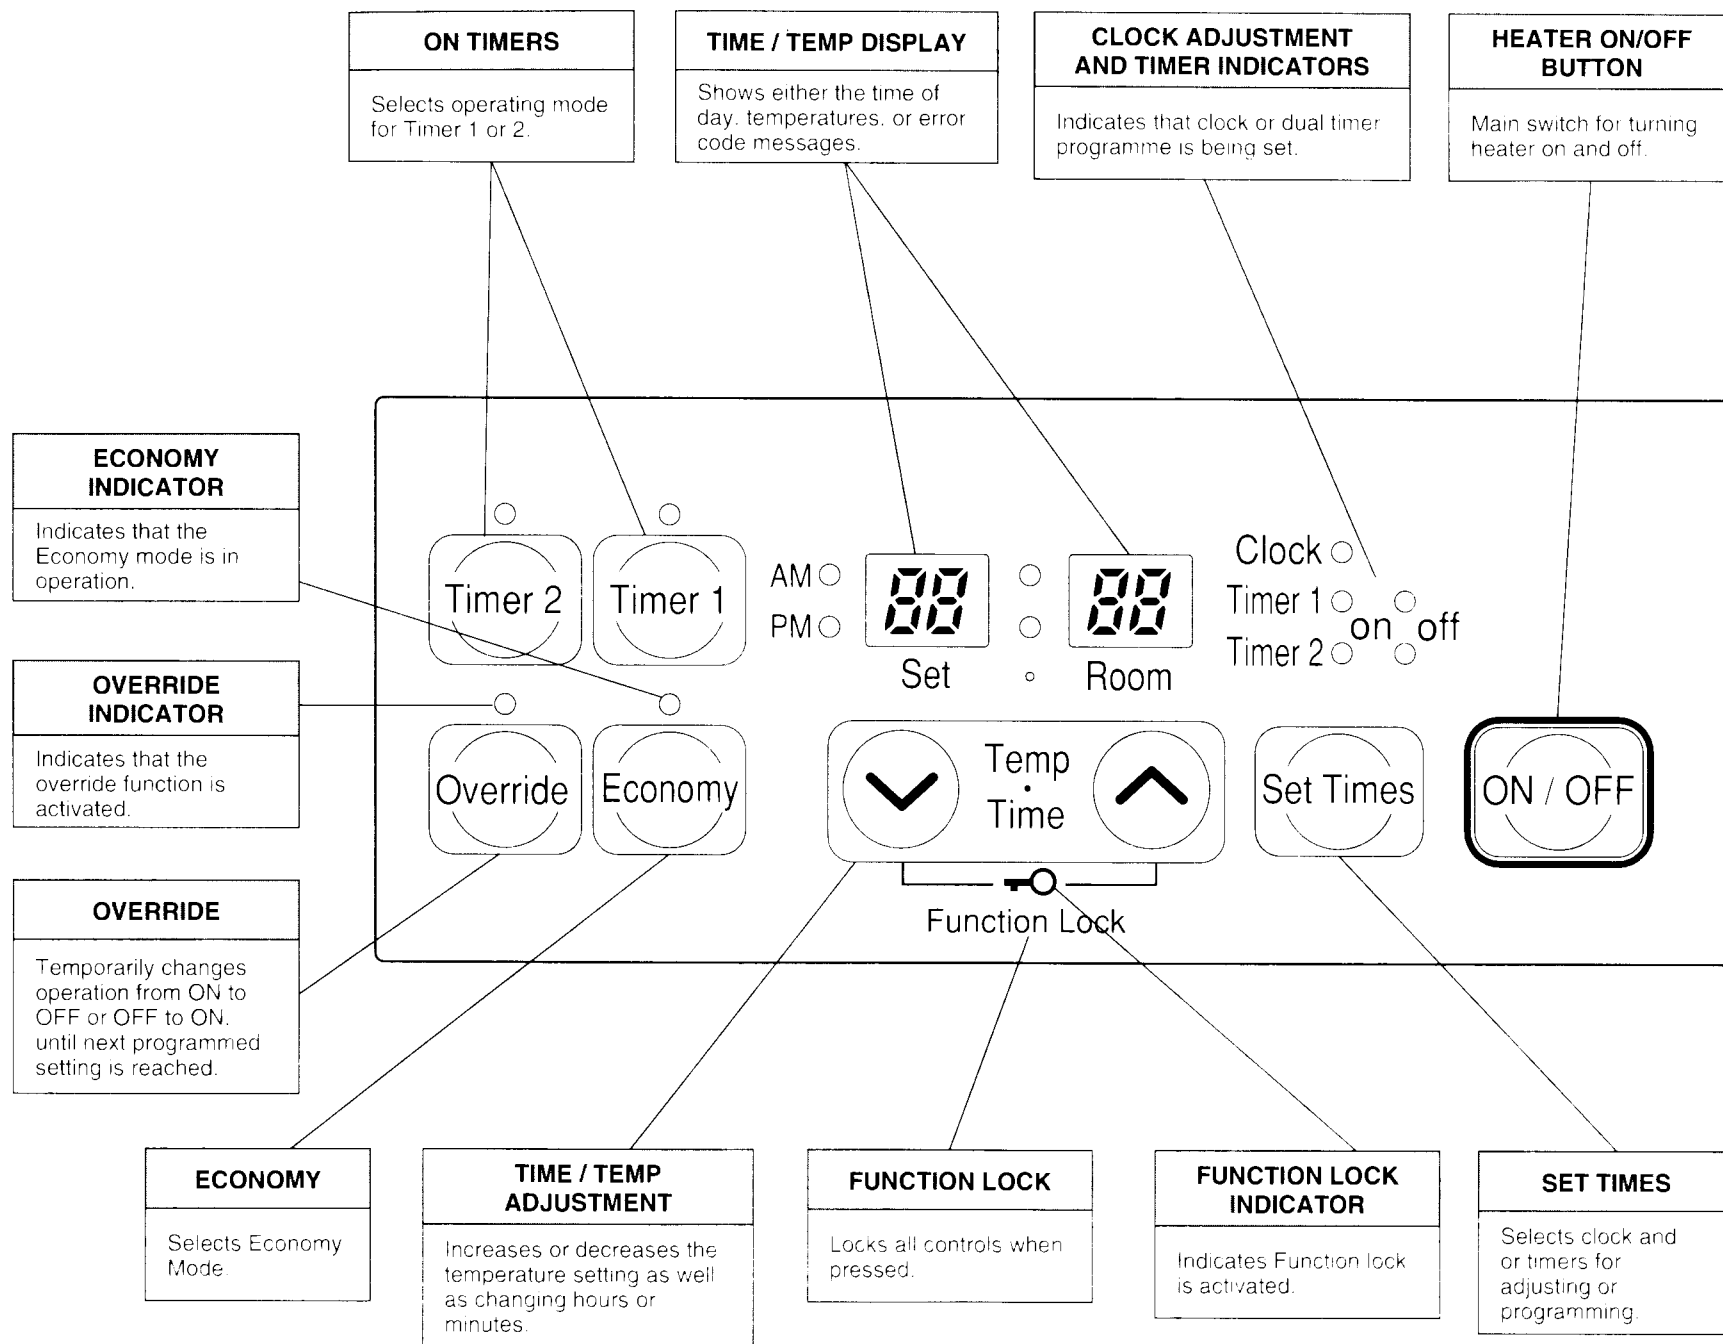 ON TIMERS
Selects operating mode
for Timer 1 or 2.
TIME / TEMP DISPLAY
Shows either the time of
day. temperatures. or error
code messages.
CLOCK ADJUSTMENT
AND TIMER INDICATORS
Indicates that clock or dual timer
programme is being set.
HEATER ON/OFF
BUTTON
Main switch for turning
heater on and off.
ECONOMY
INDICATOR
Indicates that the
Economy mode is in
operation.
OVERRIDE
INDICATOR
Indicates that the
override function is
activated.
OVERRIDE
Temporarily changes
operation from ON to
OFF or OFF to ON.
until next programmed
setting is reached.
Timer 2
Timer 1
AM
PM
88
88
Set
Room
Clock
Timer 1
Timer 2
on
off
Override
Economy
Temp
·
Time
Set Times
ON / OFF
Function Lock
ECONOMY
Selects Economy
Mode.
TIME / TEMP
ADJUSTMENT
Increases or decreases the
temperature setting as well
as changing hours or
minutes.
FUNCTION LOCK
Locks all controls when
pressed.
FUNCTION LOCK
INDICATOR
Indicates Function lock
is activated.
SET TIMES
Selects clock and
or timers for
adjusting or
programming.